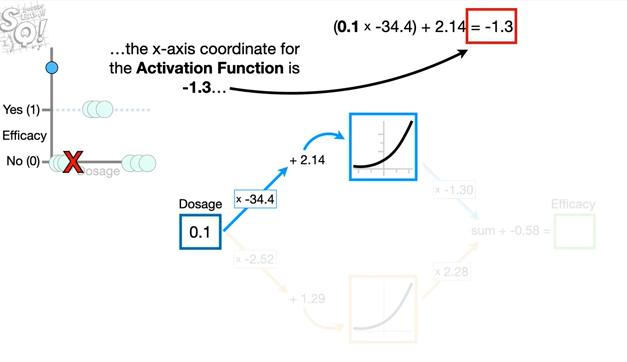 SQ!
(0.1 x -34.4) + 2.14 = -1.3
…the x-axis coordinate for
the Activation Function is
-1.3…
Yes (1)
Efficacy
No (0)
X
Dosage
+ 2.14
x -34.4
x -1.30
Dosage
0.1
Efficacy
sum + -0.58 =
x -2.52
x 2.28
+ 1.29